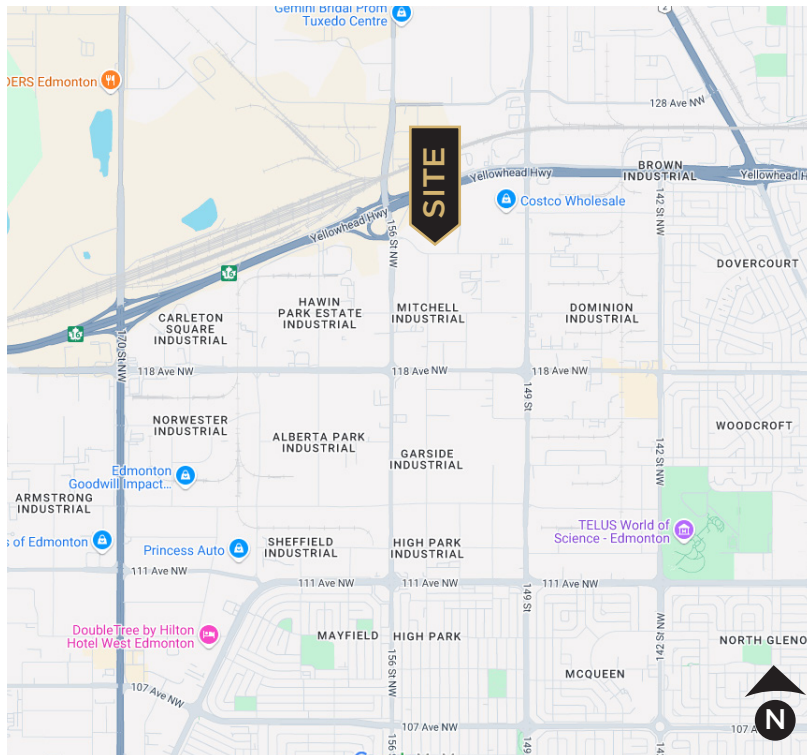 Gemini Bridal Prom
Tuxedo Centre
2
DERS Edmonton
128 Ave NW
SITE
BROWN
INDUSTRIAL
Yellowhead Hwy
Yellowhead H
Yellowhead Hwy
Costco Wholesale
142 St NW
156 St NW
DOVERCOURT
16
HAWIN
PARK ESTATE
INDUSTRIAL
MITCHELL
INDUSTRIAL
DOMINION
INDUSTRIAL
CARLETON
SQUARE
INDUSTRIAL
16
170 St NW
118 Ave NW
118 Ave NW
118 Ave NW
149 St
NORWESTER
INDUSTRIAL
ALBERTA PARK
INDUSTRIAL
GARSIDE
INDUSTRIAL
WOODCROFT
142 St NW
Edmonton
Goodwill Impact...
ARMSTRONG
INDUSTRIAL
TELUS World of
Science - Edmonton
s of Edmonton
Princess Auto
SHEFFIELD
INDUSTRIAL
HIGH PARK
INDUSTRIAL
111 Ave NW
111 Ave NW
111 Ave NW
149 St
142 St NW
DoubleTree by Hilton
Hotel West Edmonton
MAYFIELD
HIGH PARK
NORTH GLENO
MCQUEEN
156 St NW
107 Ave NW
107 Ave NW
107 A
N
156 S
149